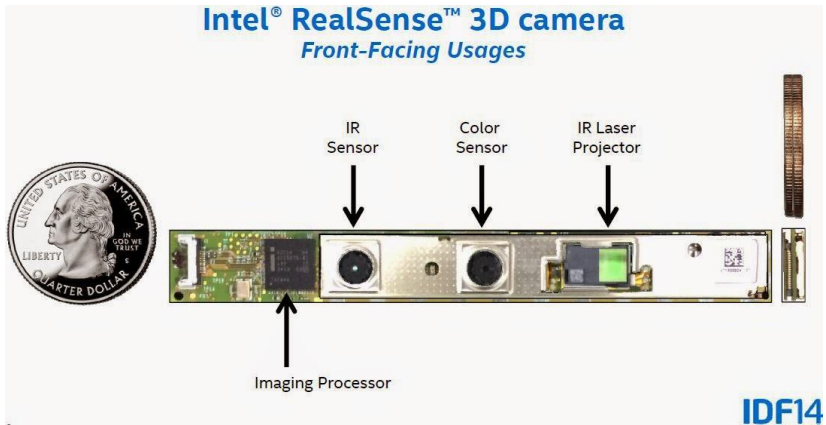 Intel® RealSense™ 3D camera
Front-Facing Usages
IR
Sensor
Color
Sensor
IR Laser
Projector
UNITED STATES OF AMERICA
LIBERTY
IN
GOD WE
TRUST
S
QUARTER DOLLAR
Imaging Processor
IDF14